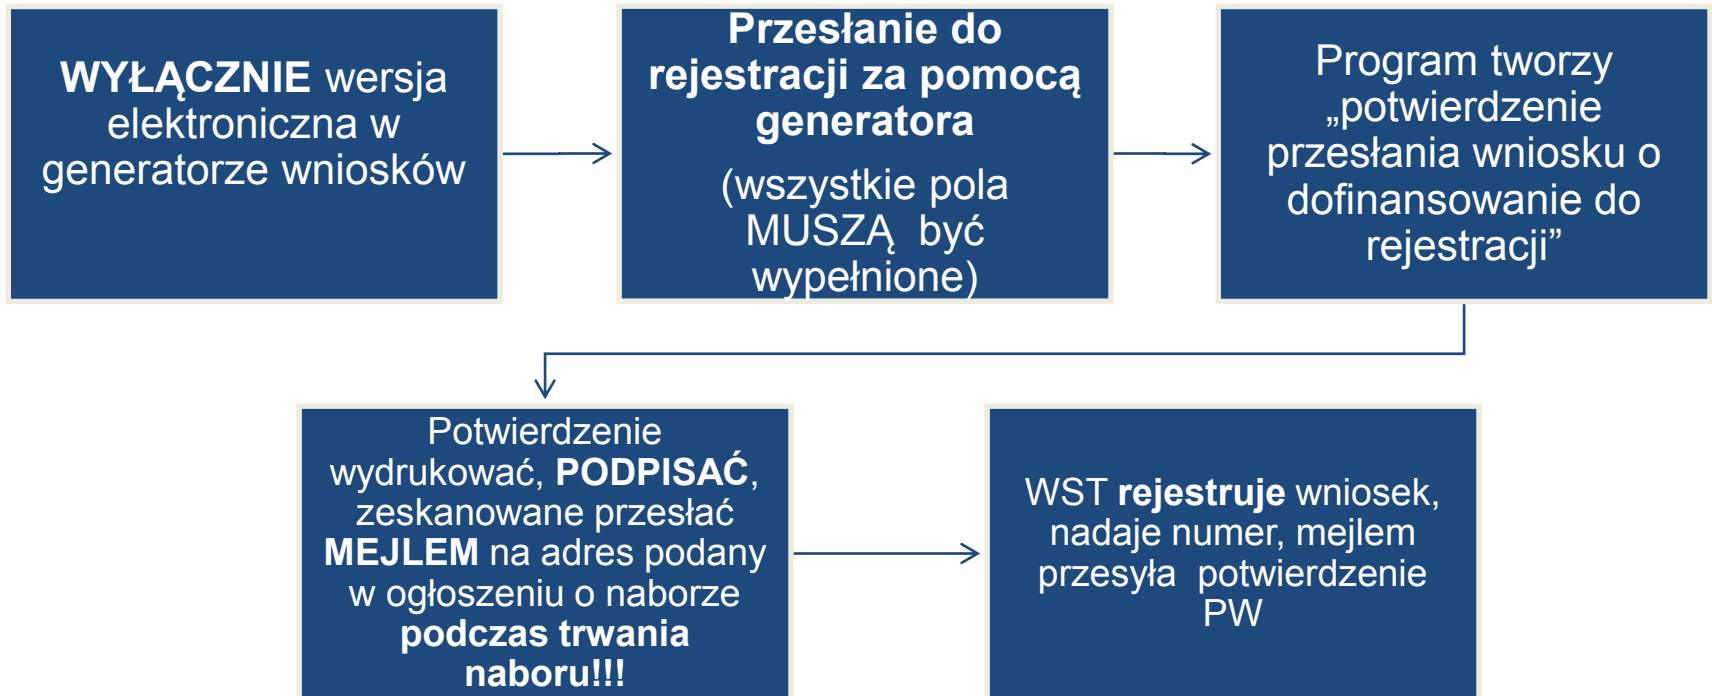 WYŁĄCZNIE wersja
elektroniczna w
generatorze wniosków
Przesłanie do
rejestracji za pomocą
generatora
(wszystkie pola
MUSZĄ  być
wypełnione)
Program tworzy
„potwierdzenie
przesłania wniosku o
dofinansowanie do
rejestracji”
Potwierdzenie
wydrukować, PODPISAĆ,
zeskanowane przesłać
MEJLEM na adres podany
w ogłoszeniu o naborze
podczas trwania
naboru!!!
WST rejestruje wniosek,
nadaje numer, mejlem
przesyła  potwierdzenie
PW